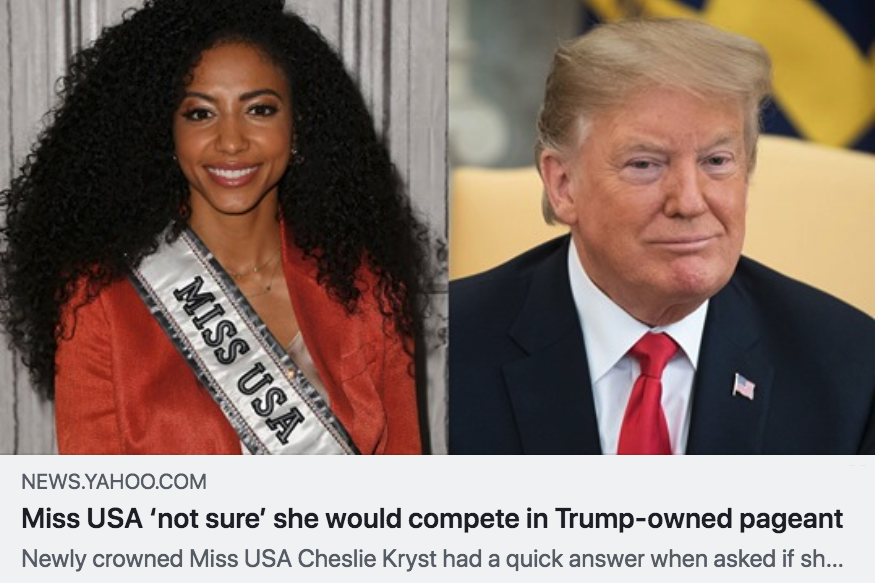 MISS USA
NEWS.YAHOO.COM
Miss USA ‘not sure’ she would compete in Trump-owned pageant
Newly crowned Miss USA Cheslie Kryst had a quick answer when asked if sh...